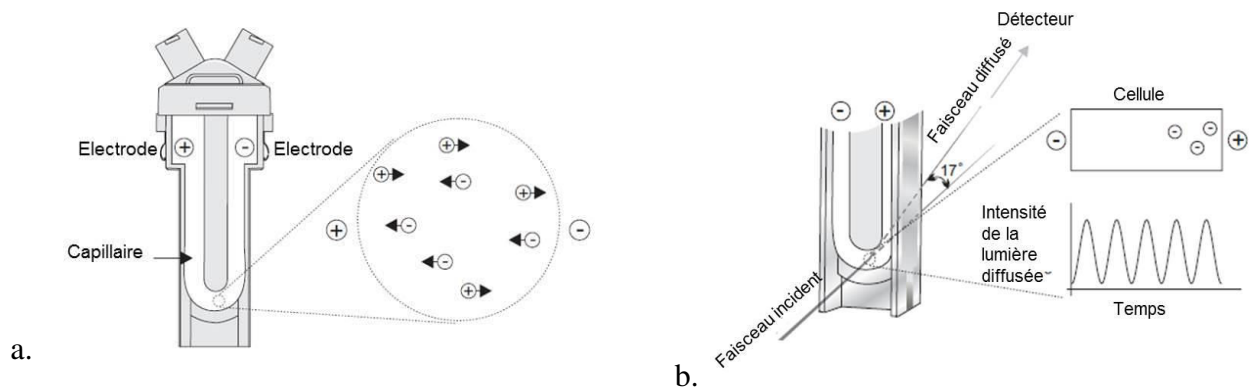 Electrode
+
-
Electrode
Capillaire
+
-
+
+
-
+
-
-
-
+
a.
Détecteur
Faisceau diffusé
-
+
17°
Faisceau incident
Cellule
-
-
-
-
+
Intensité
de la
lumière
diffusée
Temps
b.